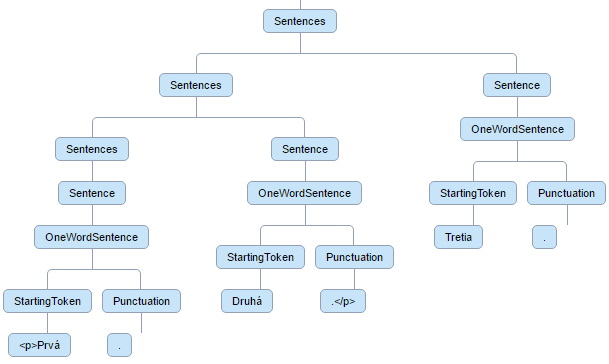 Sentences
Sentences Sentence
OneWordSentence
Sentences Sentence
Sentence OneWordSentence StartingToken Punctuation
OneWordSentence Tretia .
StartingToken Punctuation
StartingToken Punctuation Druhá .</p>
<p>Prvá .